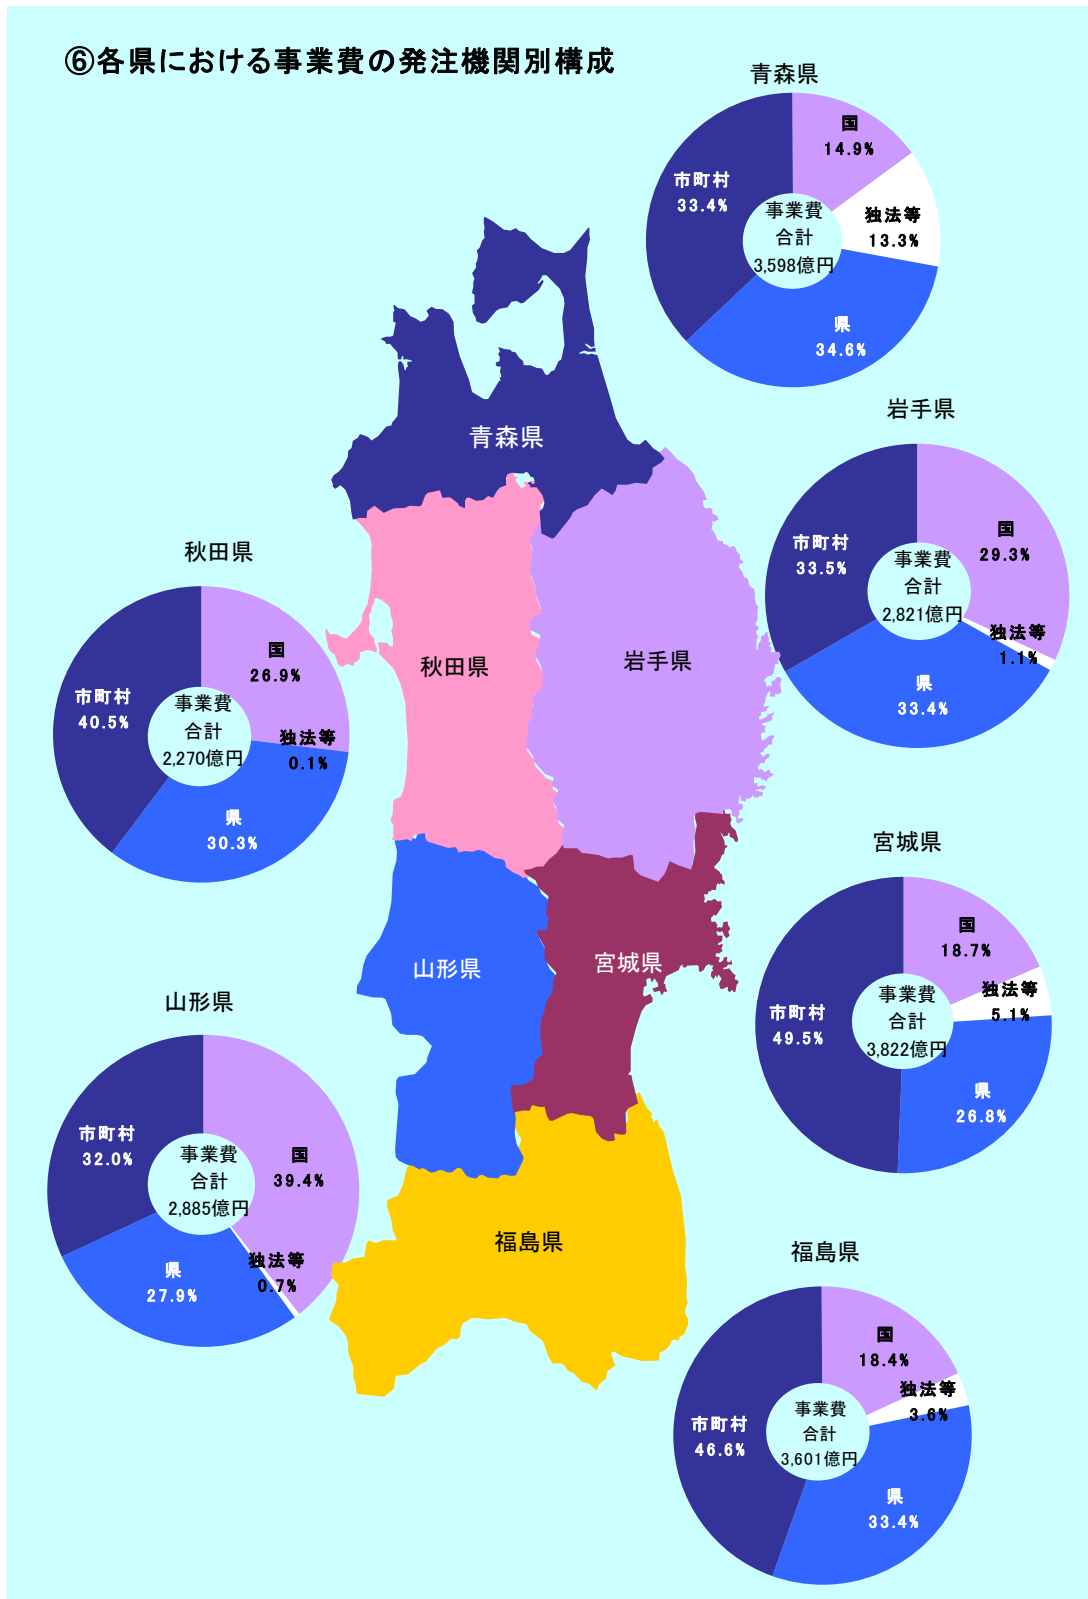 ⑥各県における事業費の発注機関別構成
青森県
国
14.9%
独法等
13.3%
県
34.6%
市町村
33.4%
事業費
合計
3,598億円
岩手県
国
29.3%
独法等
1.1%
県
33.4%
市町村
33.5%
事業費
合計
2,821億円
秋田県
国
26.9%
独法等
0.1%
県
30.3%
市町村
40.5%
事業費
合計
2,270億円
宮城県
国
18.7%
独法等
5.1%
県
26.8%
市町村
49.5%
事業費
合計
3,822億円
山形県
国
39.4%
独法等
0.7%
県
27.9%
市町村
32.0%
事業費
合計
2,885億円
福島県
国
18.4%
独法等
3.6%
県
33.4%
市町村
46.6%
事業費
合計
3,601億円
青森県
秋田県
岩手県
山形県
宮城県
福島県